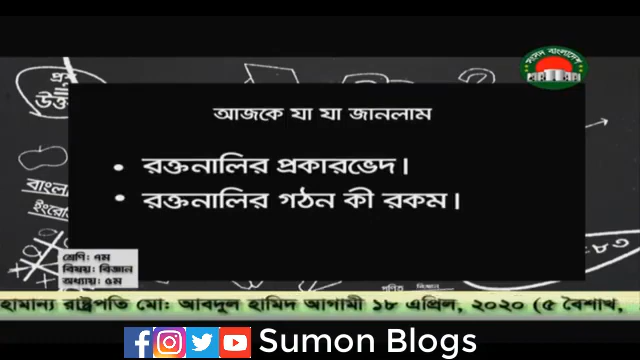 সংসদ বাংলাদেশ
আজকে যা যা জানলাম
• রক্তনালির প্রকারভেদ।
• রক্তনালির গঠন কী রকম।
শ্রেণি: ৭ম
বিষয়: বিজ্ঞান
অধ্যায়: ৫ম
হামান্য রাষ্ট্রপতি মো: আবদুল হামিদ আগামী ১৮ এপ্রিল, ২০২০ (৫ বৈশাখ,
Sumon Blogs